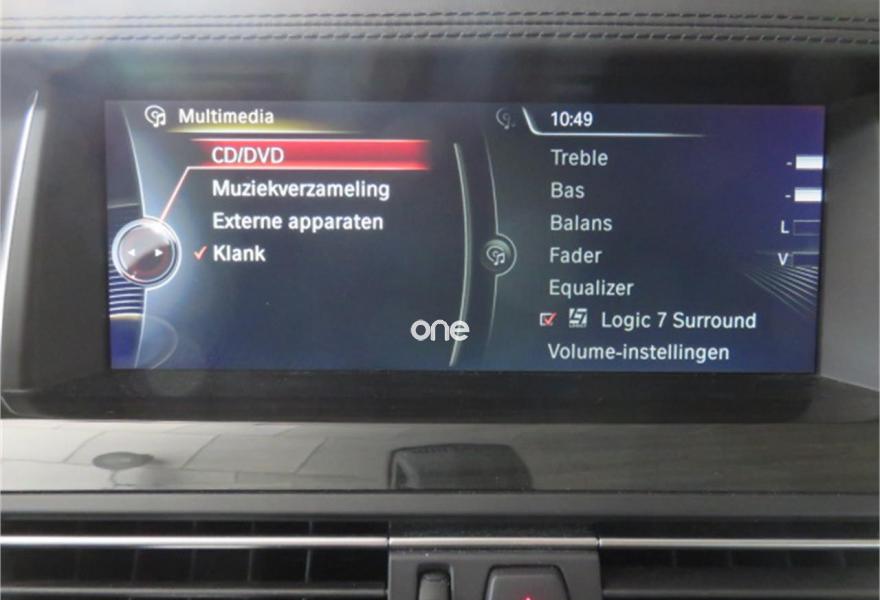 Multimedia
CD/DVD
Muziekverzameling
Externe apparaten
Klank
10:49
Treble
-
Bas
-
Balans
L
Fader
V
Equalizer
Logic 7 Surround
Volume-instellingen
one